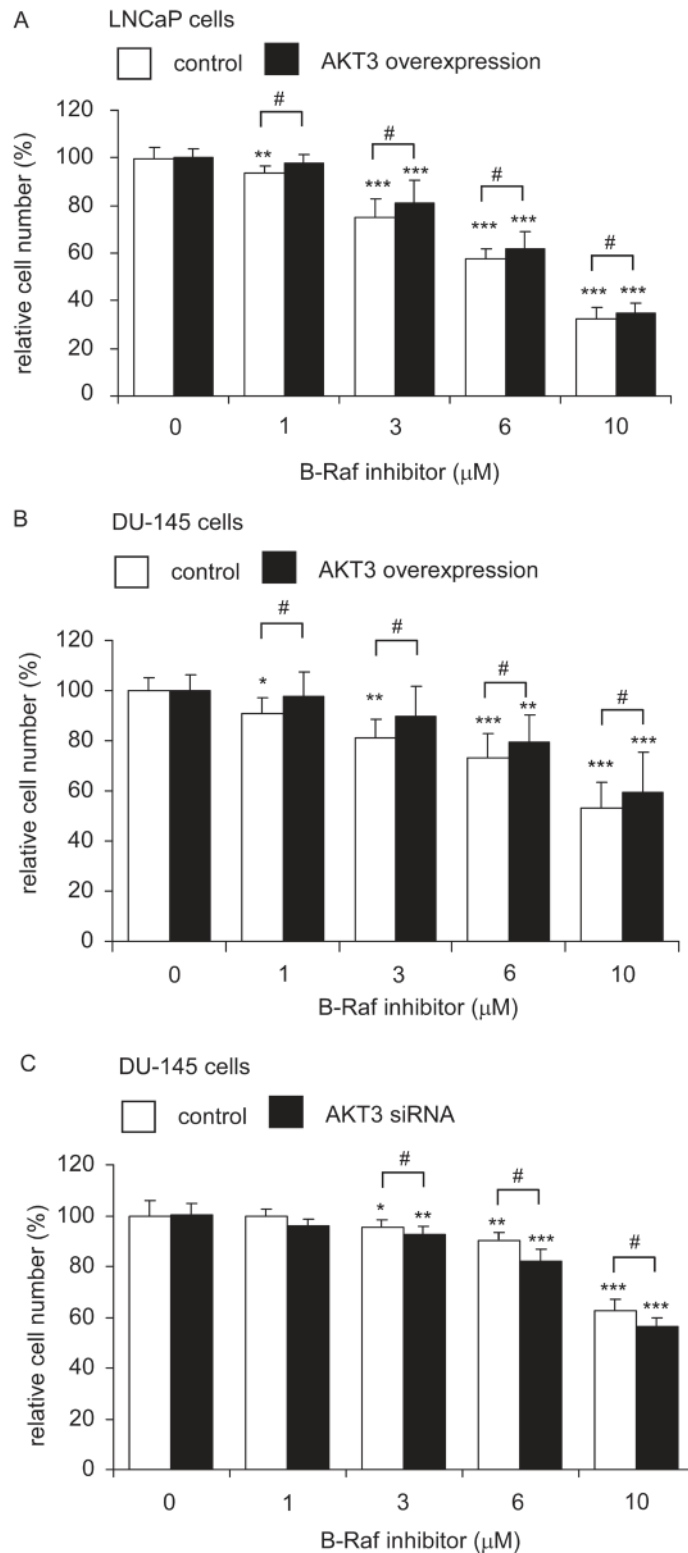 A LNCaP cells
control AKT3 overexpression
#
# #
# #
120
100
80
60
40
20
0
relative cell number (%)
** *** *** *** *** *** ***
0 1 3 6 10
B-Raf inhibitor (μM)
B DU-145 cells
control AKT3 overexpression
# # # #
120
100
80
60
40
20
0
relative cell number (%)
* ** *** ** *** ***
0 1 3 6 10
B-Raf inhibitor (μM)
C DU-145 cells
control AKT3 siRNA
# # #
120
100
80
60
40
20
0
relative cell number (%)
* ** ** *** *** ***
0 1 3 6 10
B-Raf inhibitor (μM)